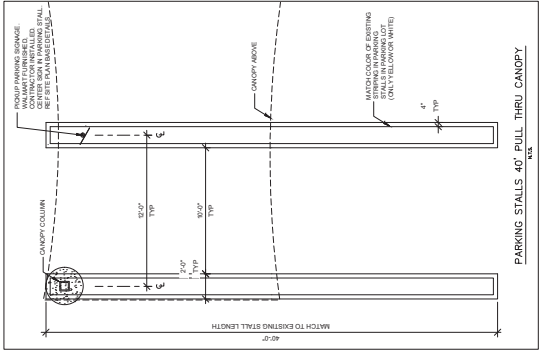 PICKUP PARKING SIGNAGE.
WALMART FURNISHED,
CONTRACTOR INSTALLED.
CENTER SIGN IN PARKING STALL.
REF SITE PLAN BASE DETAILS.
CANOPY COLUMN
CANOPY ABOVE
MATCH COLOR OF EXISTING
STRIPING IN PARKING
STALLS IN PARKING LOT
(ONLY YELLOW OR WHITE)
4"
TYP
12'-0"
TYP
10'-0"
TYP
2'-0"
TYP
40'-0"
MATCH TO EXISTING STALL LENGTH
PARKING STALLS 40' PULL THRU CANOPY
N.T.S.